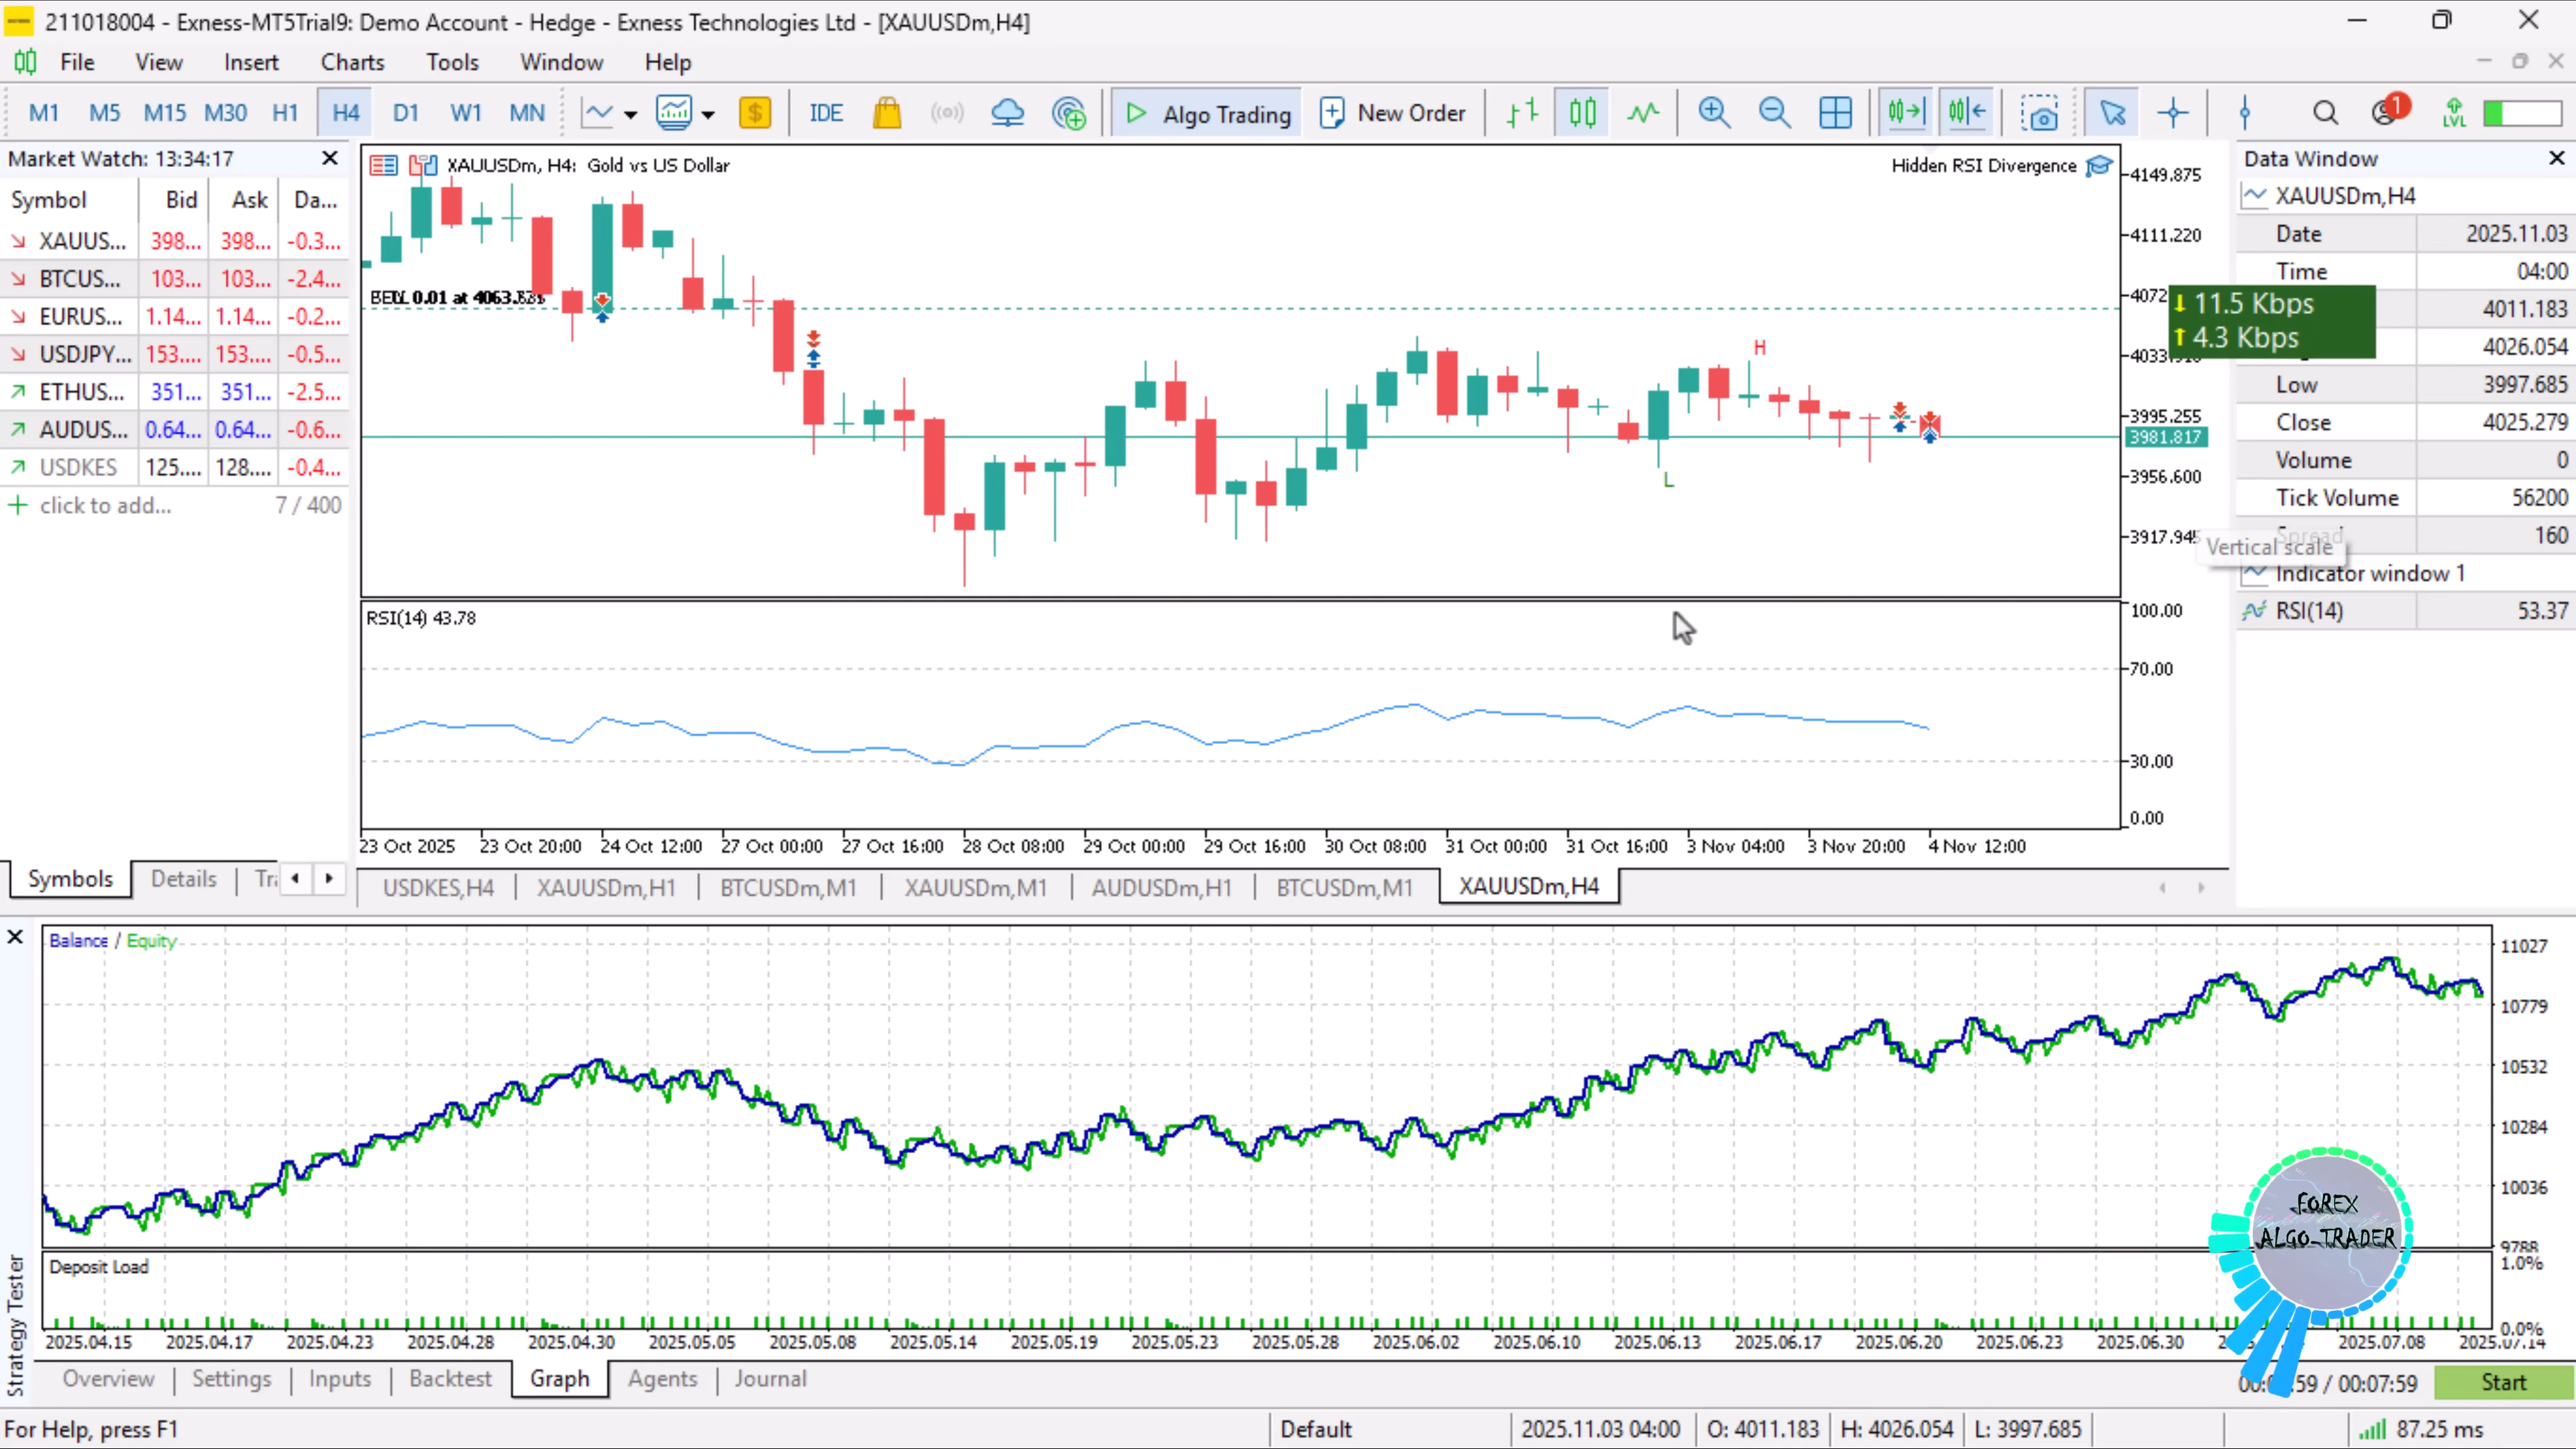 211018004 - Exness-MT5Trial9: Demo Account - Hedge - Exness Technologies Ltd - [XAUUSDm,H4]
File View Insert Charts Tools Window Help
M1 M5 M15 M30 H1 H4 D1 W1 MN IDE Algo Trading New Order 1 LVL
Market Watch: 13:34:17
Symbol Bid Ask Da...
XAUUS... 398... 398... -0.3...
BTCUS... 103... 103... -2.4...
EURUS... 1.14... 1.14... -0.2...
USDJPY... 153.... 153.... -0.5...
ETHUS... 351... 351... -2.5...
AUDUS... 0.64... 0.64... -0.6...
USDKES 125.... 128.... -0.4...
click to add... 7 / 400
Symbols Details
XAUUSDm, H4: Gold vs US Dollar
Hidden RSI Divergence
0.01 at
H
L
4149.875
4111.220
4072
3995.255
3981.817
3956.600
3917.945
RSI(14) 43.78
100.00
70.00
30.00
0.00
23 Oct 2025 23 Oct 20:00 24 Oct 12:00 27 Oct 00:00 27 Oct 16:00 28 Oct 08:00 29 Oct 00:00 29 Oct 16:00 30 Oct 08:00 31 Oct 00:00 31 Oct 16:00 3 Nov 04:00 3 Nov 20:00 4 Nov 12:00
USDKES,H4 XAUUSDm,H1 BTCUSDm,M1 XAUUSDm,M1 AUDUSDm,H1 BTCUSDm,M1 XAUUSDm,H4
Data Window
XAUUSDm,H4
Date 2025.11.03
Time 04:00
4011.183
4026.054
Low 3997.685
Close 4025.279
Volume 0
Tick Volume 56200
Spread 160
Indicator window 1
RSI(14) 53.37
11.5 Kbps
4.3 Kbps
Vertical scale
Balance / Equity
11027
10779
10532
10284
10036
9788
Deposit Load
1.0%
0.0%
2025.04.15 2025.04.17 2025.04.23 2025.04.28 2025.04.30 2025.05.05 2025.05.08 2025.05.14 2025.05.19 2025.05.23 2025.05.28 2025.06.02 2025.06.10 2025.06.13 2025.06.17 2025.06.20 2025.06.23 2025.06.30 2025.07.08 2025.07.14
Strategy Tester
FOREX
ALGO-TRADER
Overview Settings Inputs Backtest Graph Agents Journal
/ 00:07:59 Start
For Help, press F1 Default 2025.11.03 04:00 O: 4011.183 H: 4026.054 L: 3997.685 87.25 ms